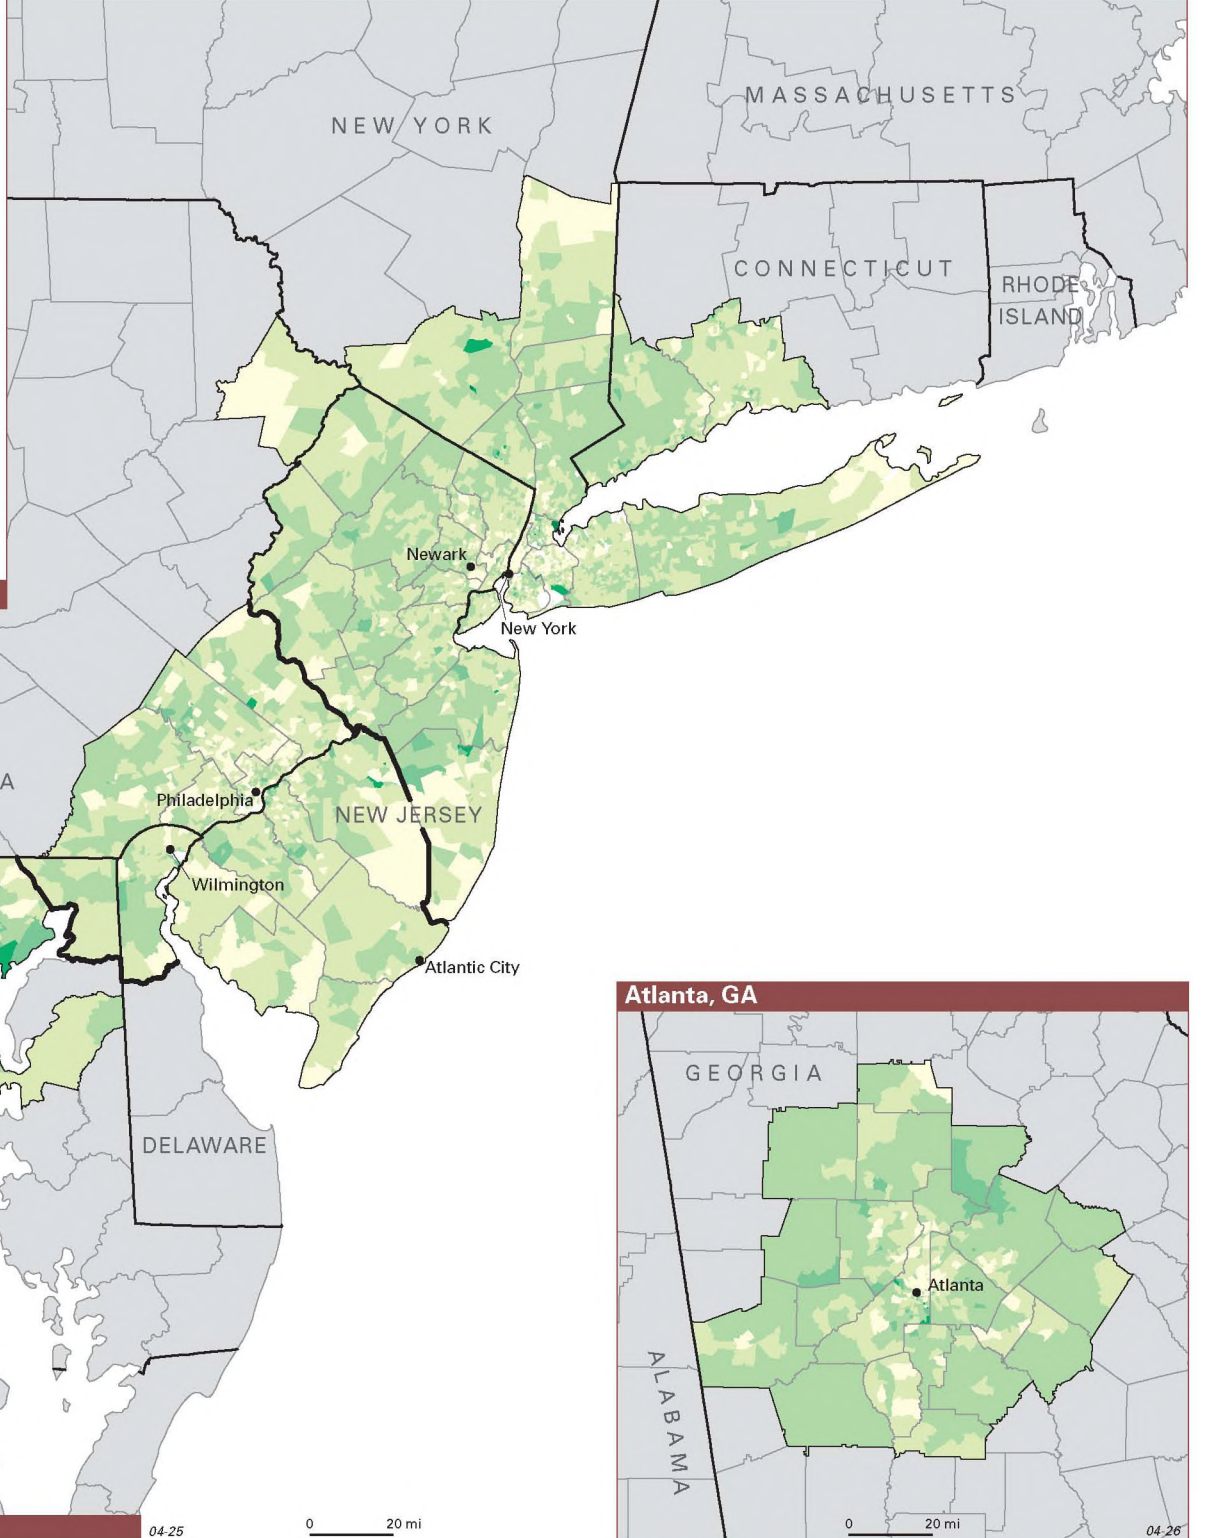 MASSACHUSETTS
NEW YORK
CONNECTICUT
RHODE
ISLAND
Newark
New York
A
Philadelphia
NEW JERSEY
Wilmington
Atlantic City
Atlanta, GA
GEORGIA
DELAWARE
Atlanta
ALABAMA
04-25
0 20 mi
0 20 mi
04-26